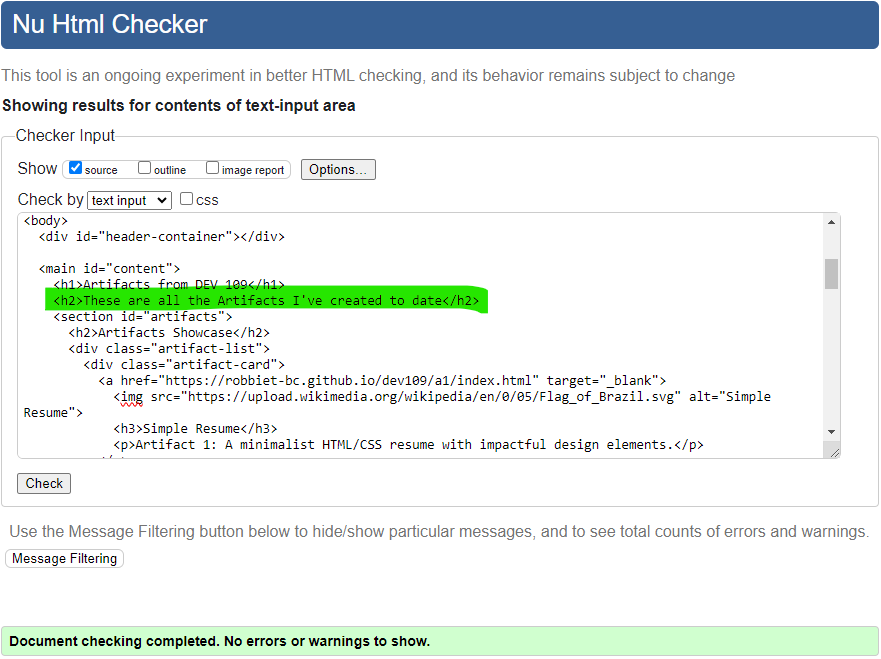 Nu Html Checker
This tool is an ongoing experiment in better HTML checking, and its behavior remains subject to change
Showing results for contents of text-input area
Checker Input
Show source outline image report Options...
Check by text input css
<body>
<div id="header-container"></div>
<main id="content">
<h1>Artifacts from DEV 109</h1>
<h2>These are all the Artifacts I've created to date</h2>
<section id="artifacts">
<h2>Artifacts Showcase</h2>
<div class="artifact-list">
<div class="artifact-card">
<a href="https://robbiet-bc.github.io/dev109/a1/index.html" target="_blank">
<img src="https://upload.wikimedia.org/wikipedia/en/0/05/Flag_of_Brazil.svg" alt="Simple
Resume">
<h3>Simple Resume</h3>
<p>Artifact 1: A minimalist HTML/CSS resume with impactful design elements.</p>
Check
Use the Message Filtering button below to hide/show particular messages, and to see total counts of errors and warnings.
Message Filtering
Document checking completed. No errors or warnings to show.